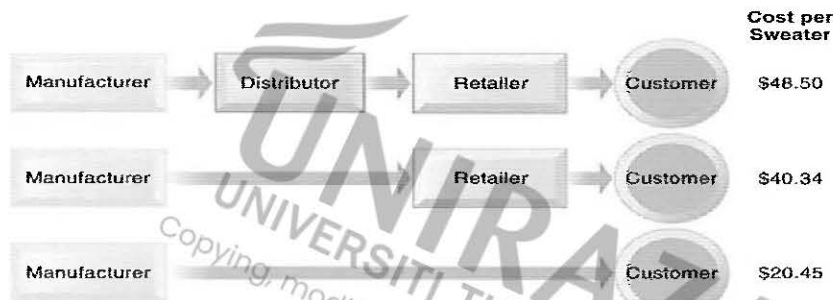 Cost per
Sweater
Manufacturer Distributor Retailer Customer $48.50
Manufacturer Retailer Customer $40.34
Manufacturer Customer $20.45
UNIRAZ
UNIVERSITI
Copying,